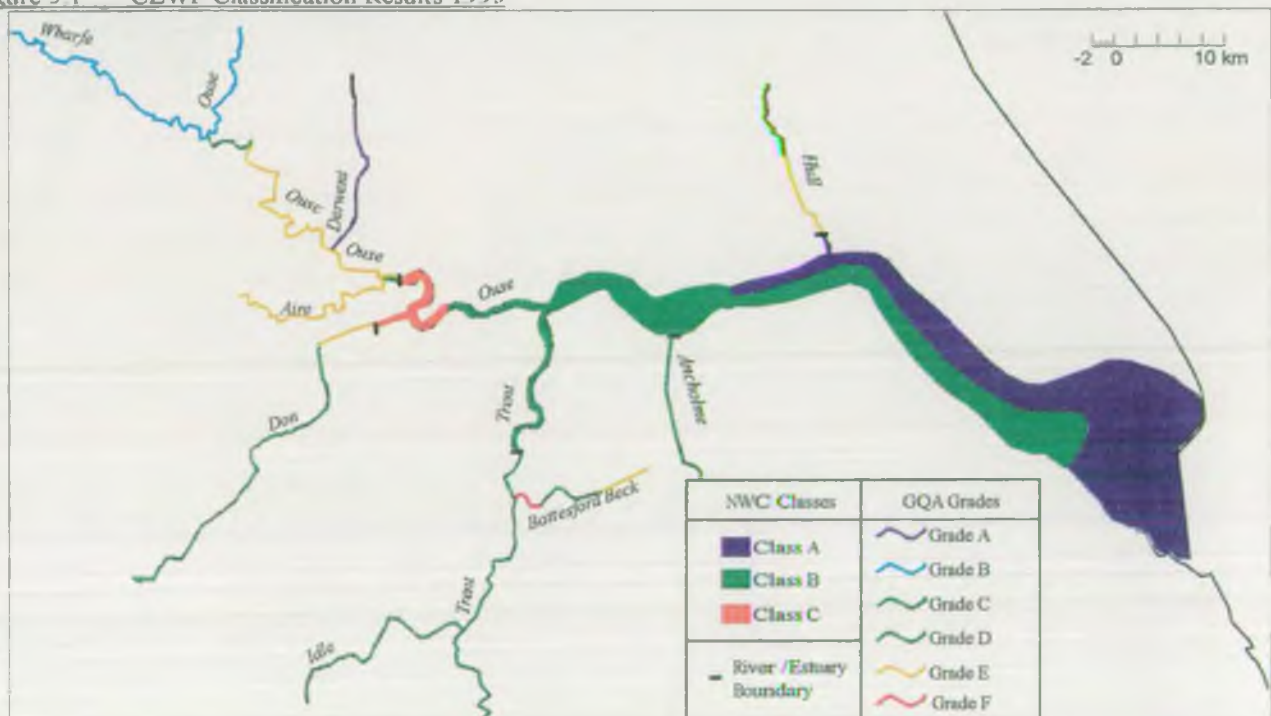 CEWP Classification Results 1995
Wharfe
Ouse
-2 0 10 km
Derwent
Hull
Ouse
Ouse
Aire
Ouse
Don
Trent
Ancholme
Bottesford Beck
Trent
Idle
NWC Classes
GQA Grades
Class A
Class B
Class C
River /Estuary
Boundary
Grade A
Grade B
Grade C
Grade D
Grade E
Grade F